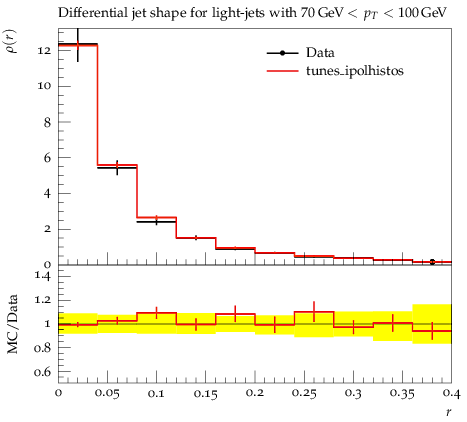 Differential jet shape for light-jets with 70 GeV < p_T < 100 GeV
ρ(r)
Data
tunes_ipolhistos
12
10
8
6
4
2
0
MC/Data
1.4
1.2
1
0.8
0.6
0 0.05 0.1 0.15 0.2 0.25 0.3 0.35 0.4
r